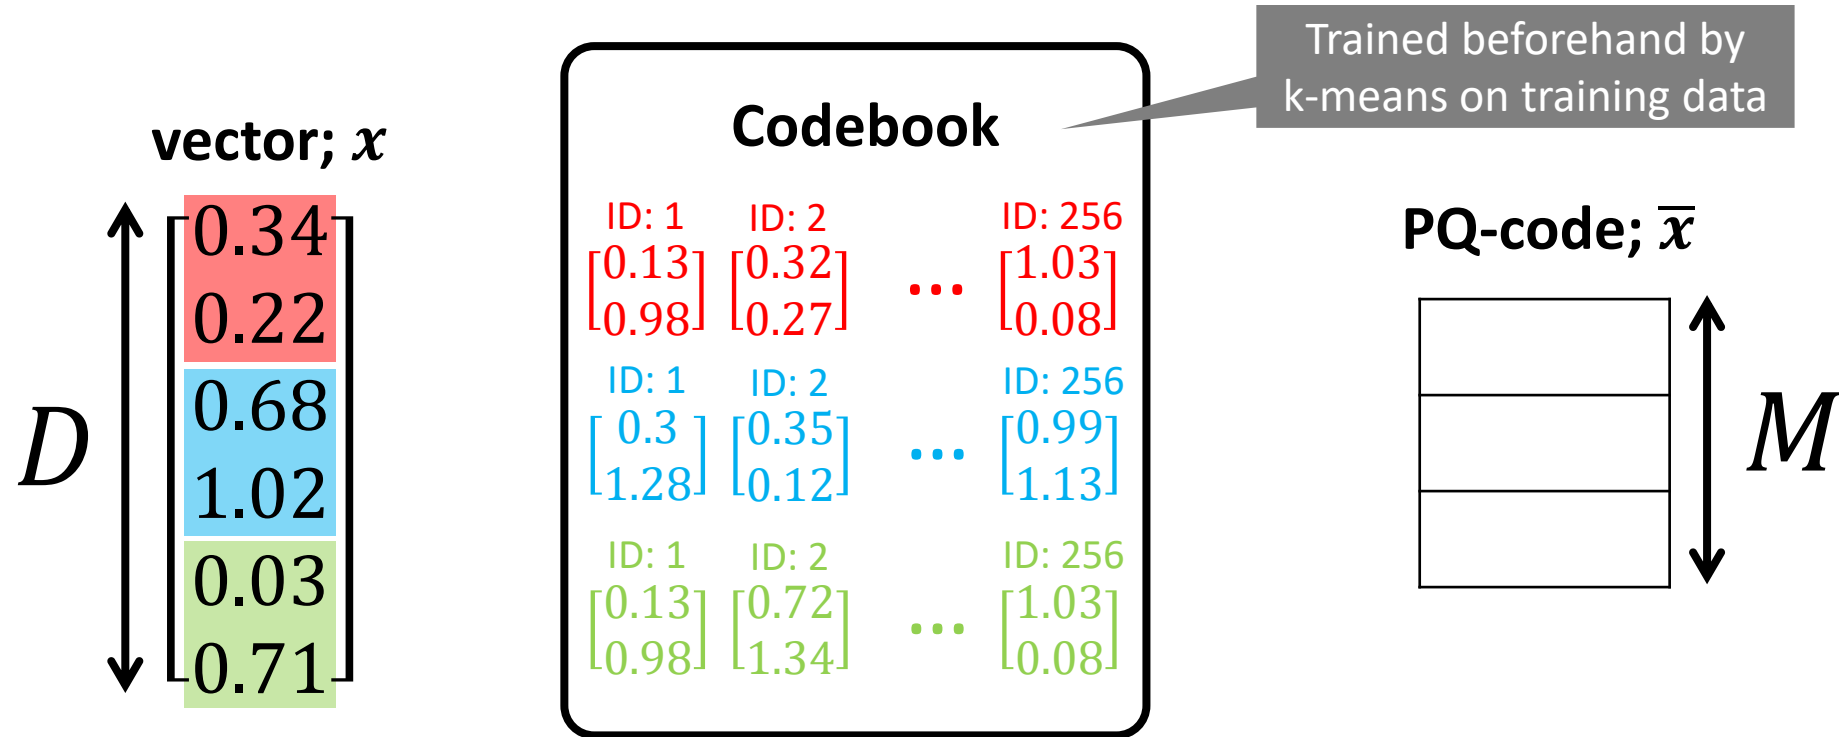 Trained beforehand by
k-means on training data
vector; x
D
0.34
0.22
0.68
1.02
0.03
0.71
Codebook
ID: 1 ID: 2 ID: 256
0.13 0.32 ... 1.03
0.98 0.27 0.08
ID: 1 ID: 2 ID: 256
0.3 0.35 ... 0.99
1.28 0.12 1.13
ID: 1 ID: 2 ID: 256
0.13 0.72 ... 1.03
0.98 1.34 0.08
PQ-code; x̄
M